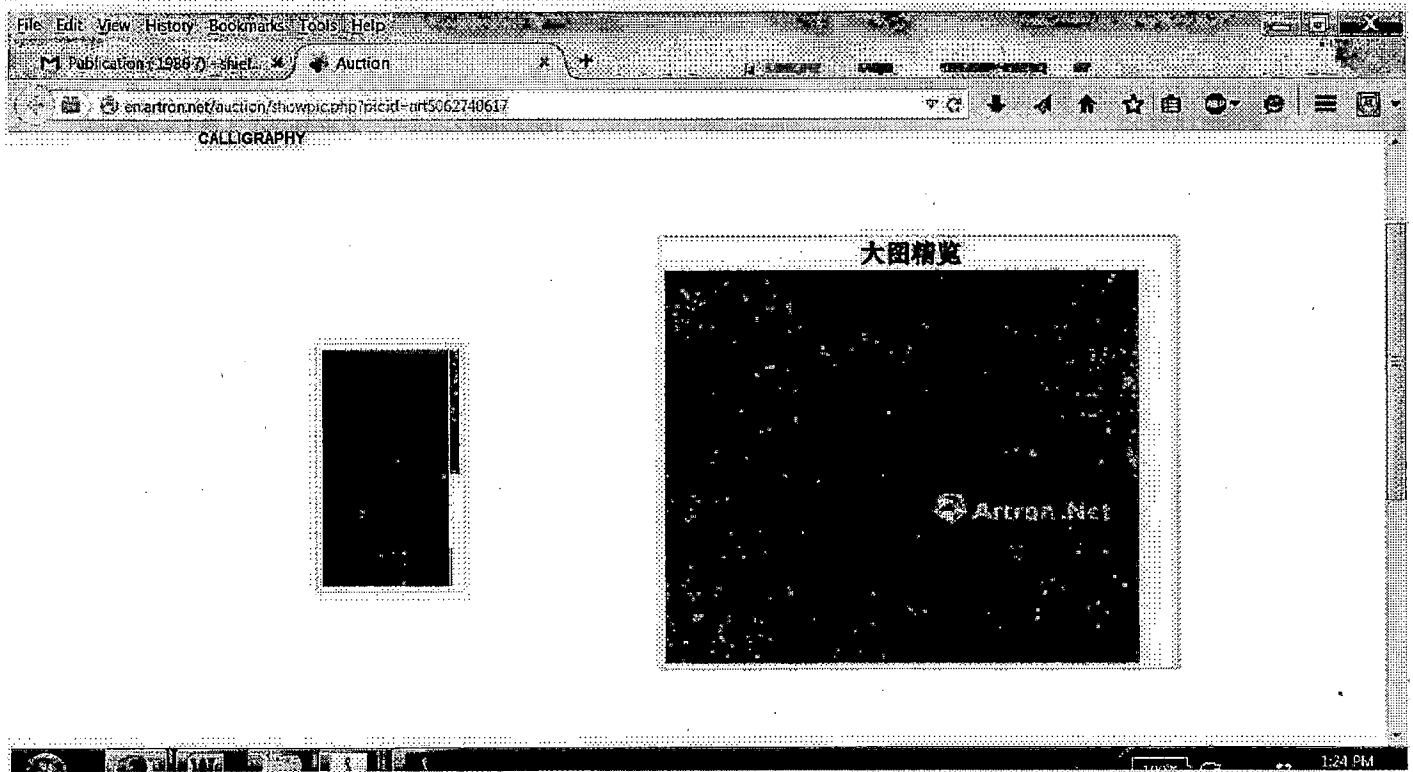 File Edit View History Bookmarks Tools Help
Auction
en.artron.net/auction/showpic.php?picid=art5062740617
CALLIGRAPHY
大图精览
Artron.Net
1:24 PM